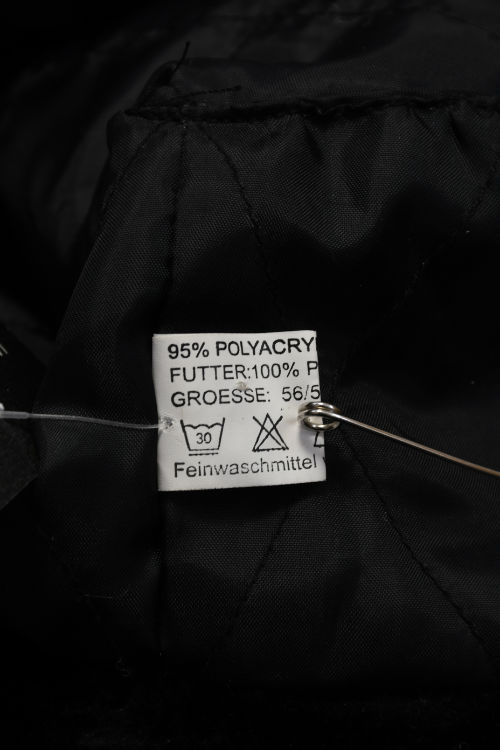 95% POLYACRY
FUTTER:100% P
GROESSE: 56/5
30
Feinwaschmittel